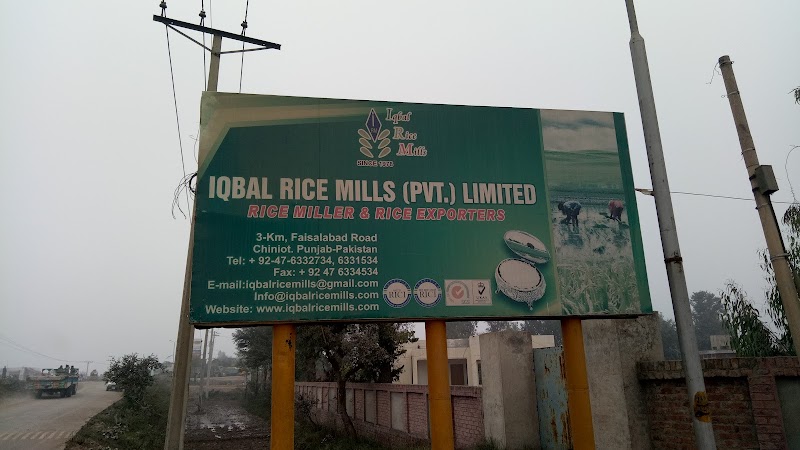 Iqbal
Rice
Mills
SINCE 1978
IQBAL RICE MILLS (PVT.) LIMITED
RICE MILLER & RICE EXPORTERS
3-Km, Faisalabad Road
Chiniot. Punjab-Pakistan
Tel: + 92-47-6332734, 6331534
Fax: + 92 47 6334534
E-mail:iqbalricemills@gmail.com
Info@iqbalricemills.com
Website: www.iqbalricemills.com
RICI
RICI